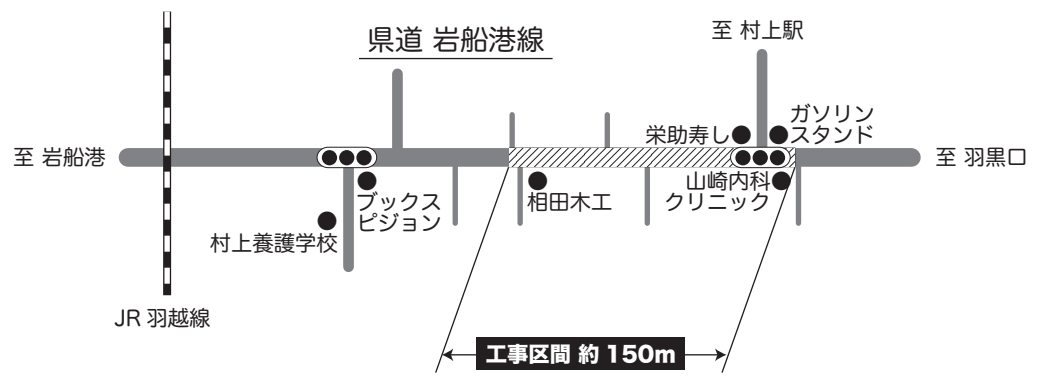 県道 岩船港線
至 村上駅
栄助寿し
ガソリン
スタンド
至 岩船港
至 羽黒口
ブックス
ピジョン
相田木工
山崎内科
クリニック
村上養護学校
JR 羽越線
工事区間 約 150m